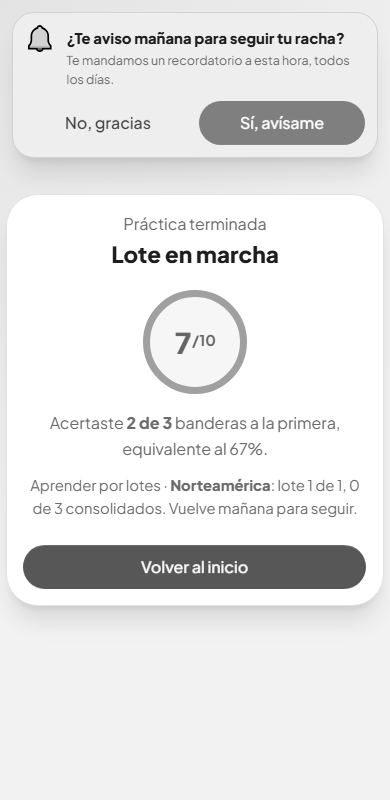 ¿Te aviso mañana para seguir tu racha?
Te mandamos un recordatorio a esta hora, todos
los días.
No, gracias
Sí, avísame
Práctica terminada
Lote en marcha
7/10
Acertaste 2 de 3 banderas a la primera,
equivalente al 67%.
Aprender por lotes · Norteamérica: lote 1 de 1, 0
de 3 consolidados. Vuelve mañana para seguir.
Volver al inicio